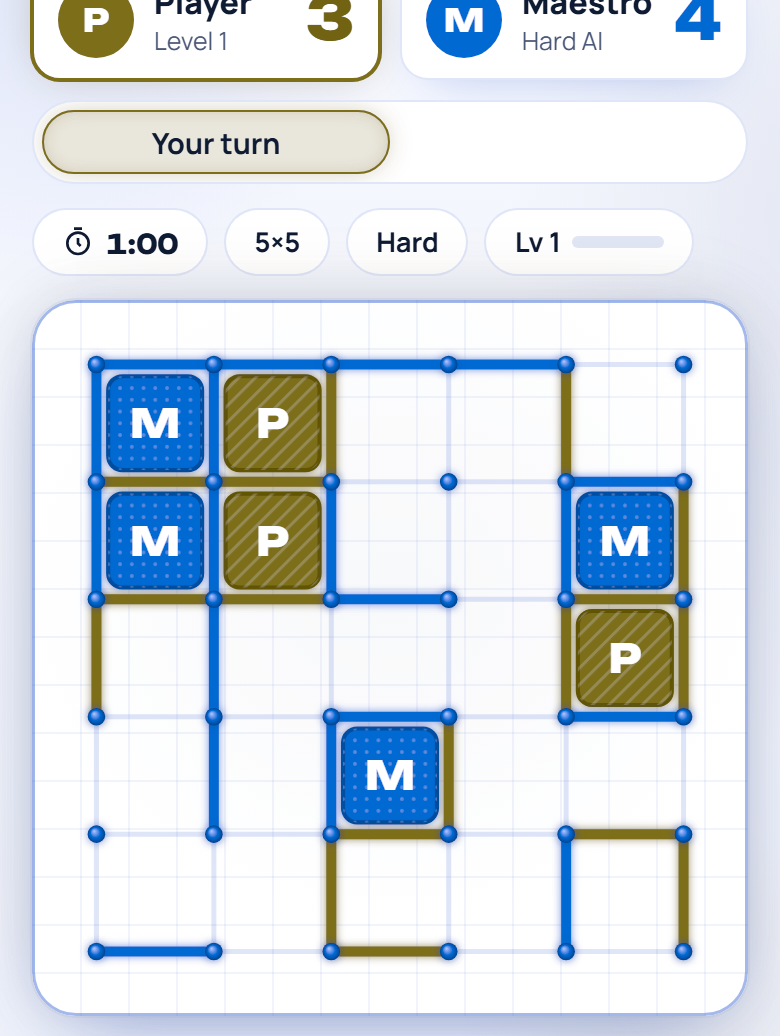 P Player 3
Level 1
M Maestro 4
Hard AI
Your turn
1:00 5×5 Hard Lv 1
M P
M P M
P
M